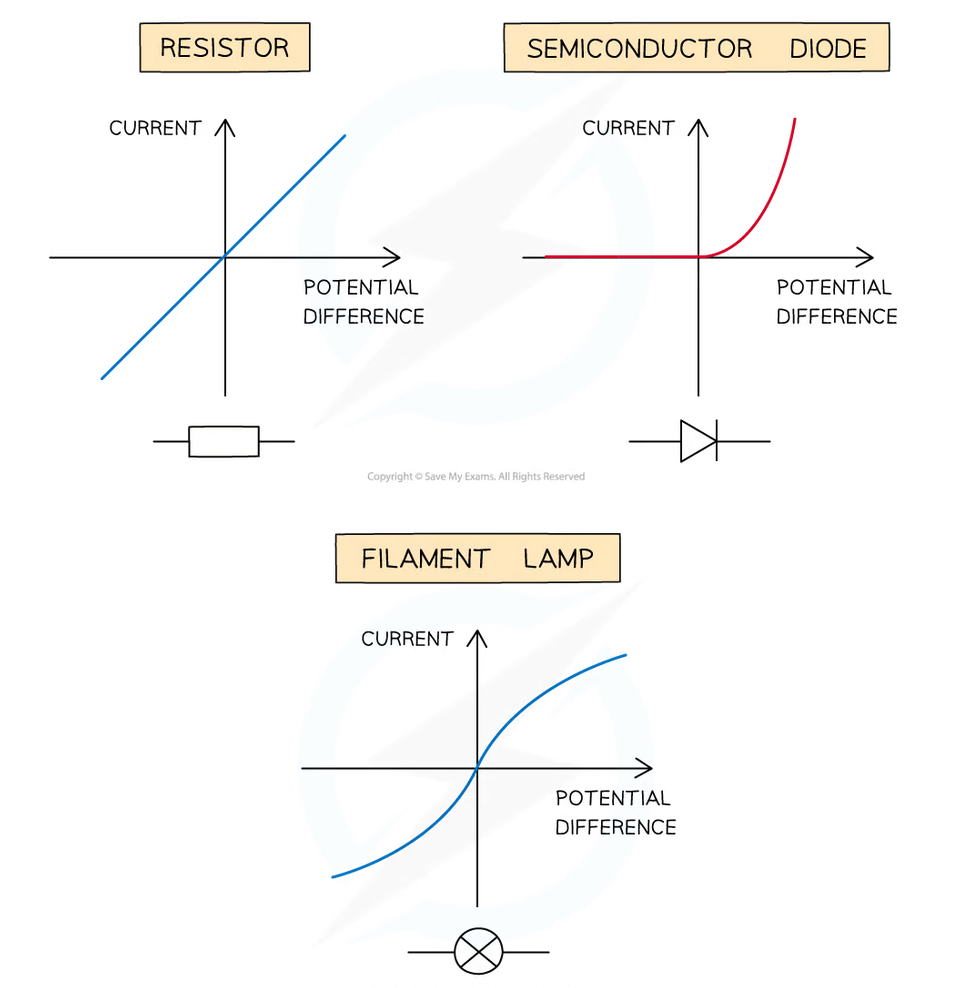 RESISTOR
SEMICONDUCTOR DIODE
CURRENT
POTENTIAL
DIFFERENCE
CURRENT
POTENTIAL
DIFFERENCE
Copyright © Save My Exams. All Rights Reserved
FILAMENT LAMP
CURRENT
POTENTIAL
DIFFERENCE